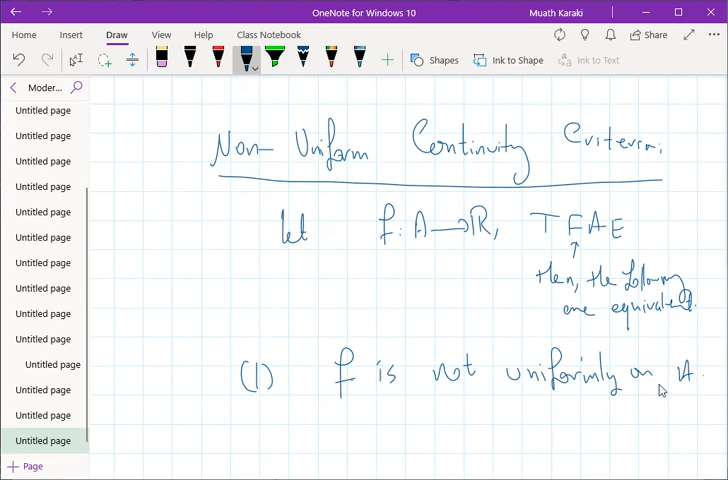 OneNote for Windows 10
Muath Karaki
Home Insert Draw View Help Class Notebook
Share
Shapes Ink to Shape Ink to Text
Moder...
Untitled page
Untitled page
Untitled page
Untitled page
Untitled page
Untitled page
Untitled page
Untitled page
Untitled page
Untitled page
Untitled page
Untitled page
Untitled page
Untitled page
+ Page
Non- Uniform Continuity Criterion:
let f: A → R, TFAE
then, the following
are equivalent.
(1) f is not uniformly on A.